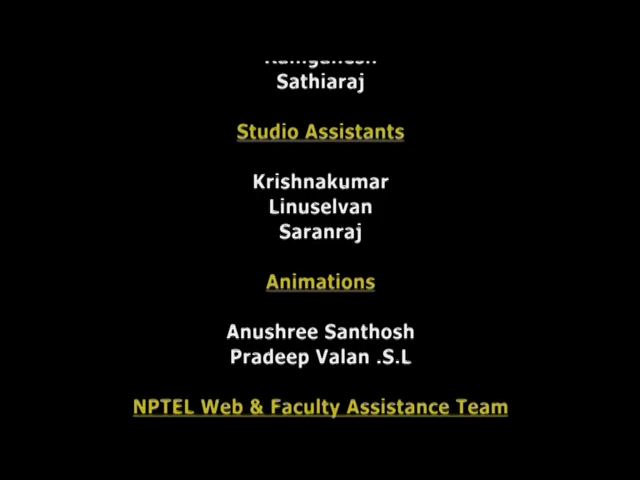 Sathiaraj
Studio Assistants
Krishnakumar
Linuselvan
Saranraj
Animations
Anushree Santhosh
Pradeep Valan .S.L
NPTEL Web & Faculty Assistance Team